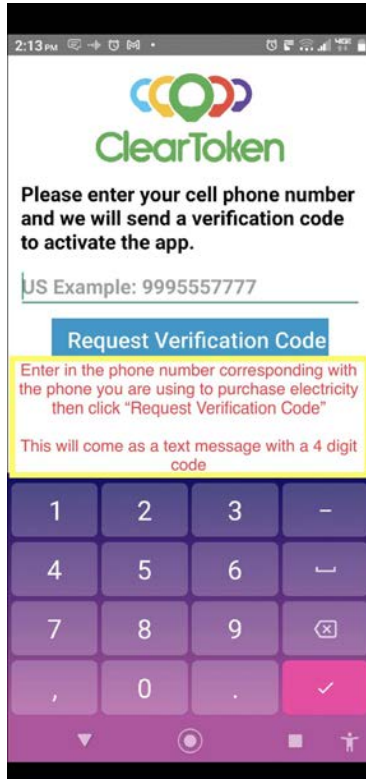 2:13 PM
ClearToken
Please enter your cell phone number
and we will send a verification code
to activate the app.
US Example: 9995557777
Request Verification Code
Enter in the phone number corresponding with
the phone you are using to purchase electricity
then click “Request Verification Code”
This will come as a text message with a 4 digit
code
1 2 3 –
4 5 6
7 8 9
, 0 .